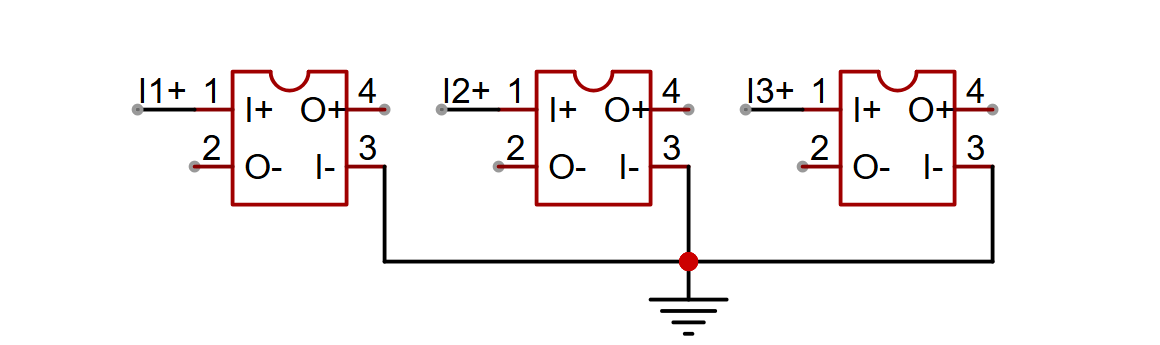 I1+ 1 I+ O+ 4
2 O- I- 3
I2+ 1 I+ O+ 4
2 O- I- 3
I3+ 1 I+ O+ 4
2 O- I- 3